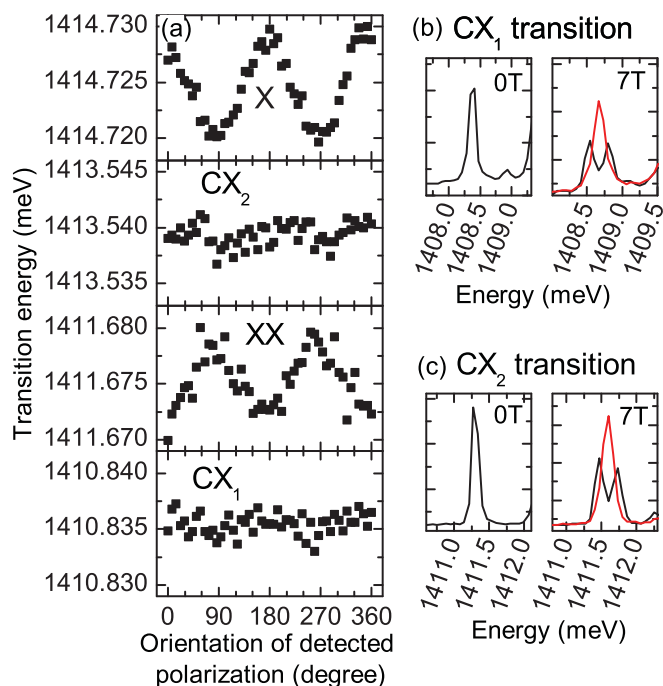 (a)
Transition energy (meV)
1414.730
1414.725
1414.720
X
1413.545
1413.540
1413.535
CX2
1411.680
1411.675
1411.670
XX
1410.840
1410.835
1410.830
CX1
0 90 180 270 360
Orientation of detected
polarization (degree)
(b) CX1 transition
0T
7T
1408.0 1408.5 1409.0
1408.5 1409.0 1409.5
Energy (meV)
(c) CX2 transition
0T
7T
1411.0 1411.5 1412.0
1411.0 1411.5 1412.0
Energy (meV)